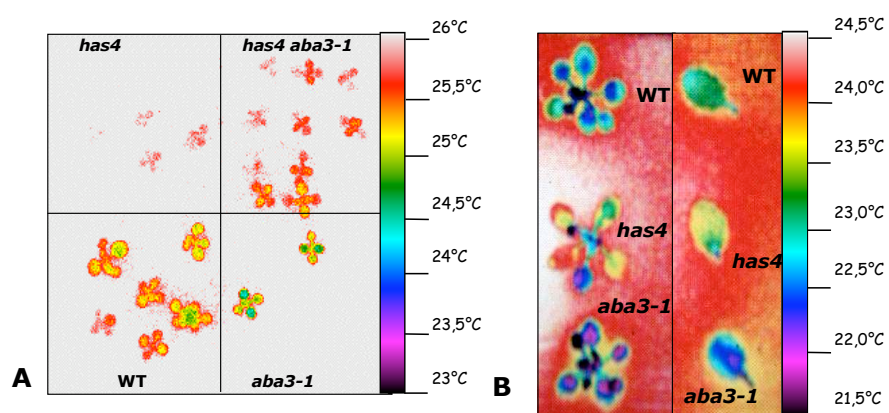 has4
has4 aba3-1
WT
aba3-1
26°C
25,5°C
25°C
24,5°C
24°C
23,5°C
23°C
A
WT
has4
aba3-1
WT
has4
aba3-1
24,5°C
24,0°C
23,5°C
23,0°C
22,5°C
22,0°C
21,5°C
B